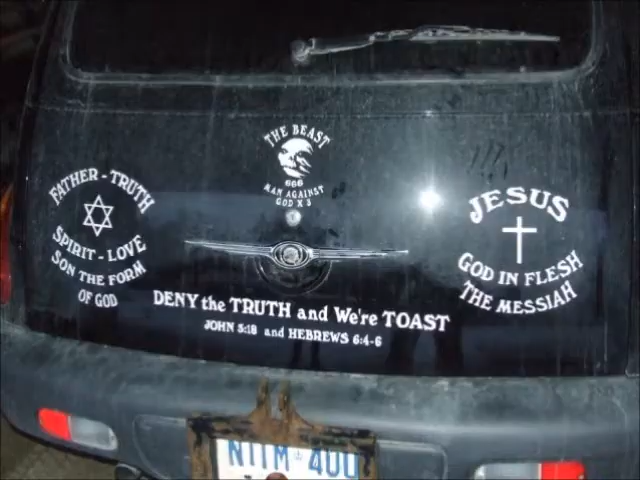 THE BEAST
666
MAN AGAINST
GOD X 3
FATHER - TRUTH
SPIRIT - LOVE
SON THE FORM
OF GOD
JESUS
GOD IN FLESH
THE MESSIAH
DENY the TRUTH and We're TOAST
JOHN 3:18 and HEBREWS 6:4-6